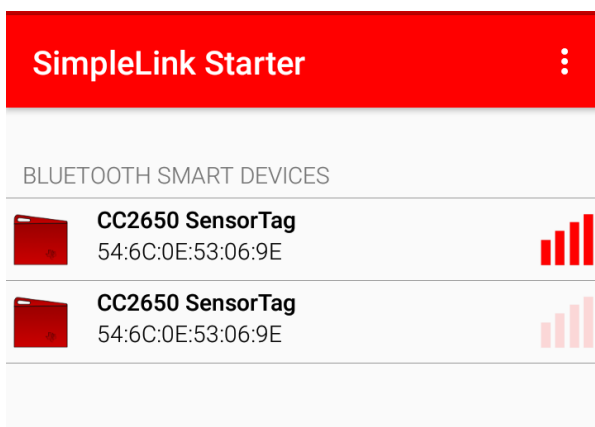 SimpleLink Starter
BLUETOOTH SMART DEVICES
CC2650 SensorTag
54:6C:0E:53:06:9E
CC2650 SensorTag
54:6C:0E:53:06:9E